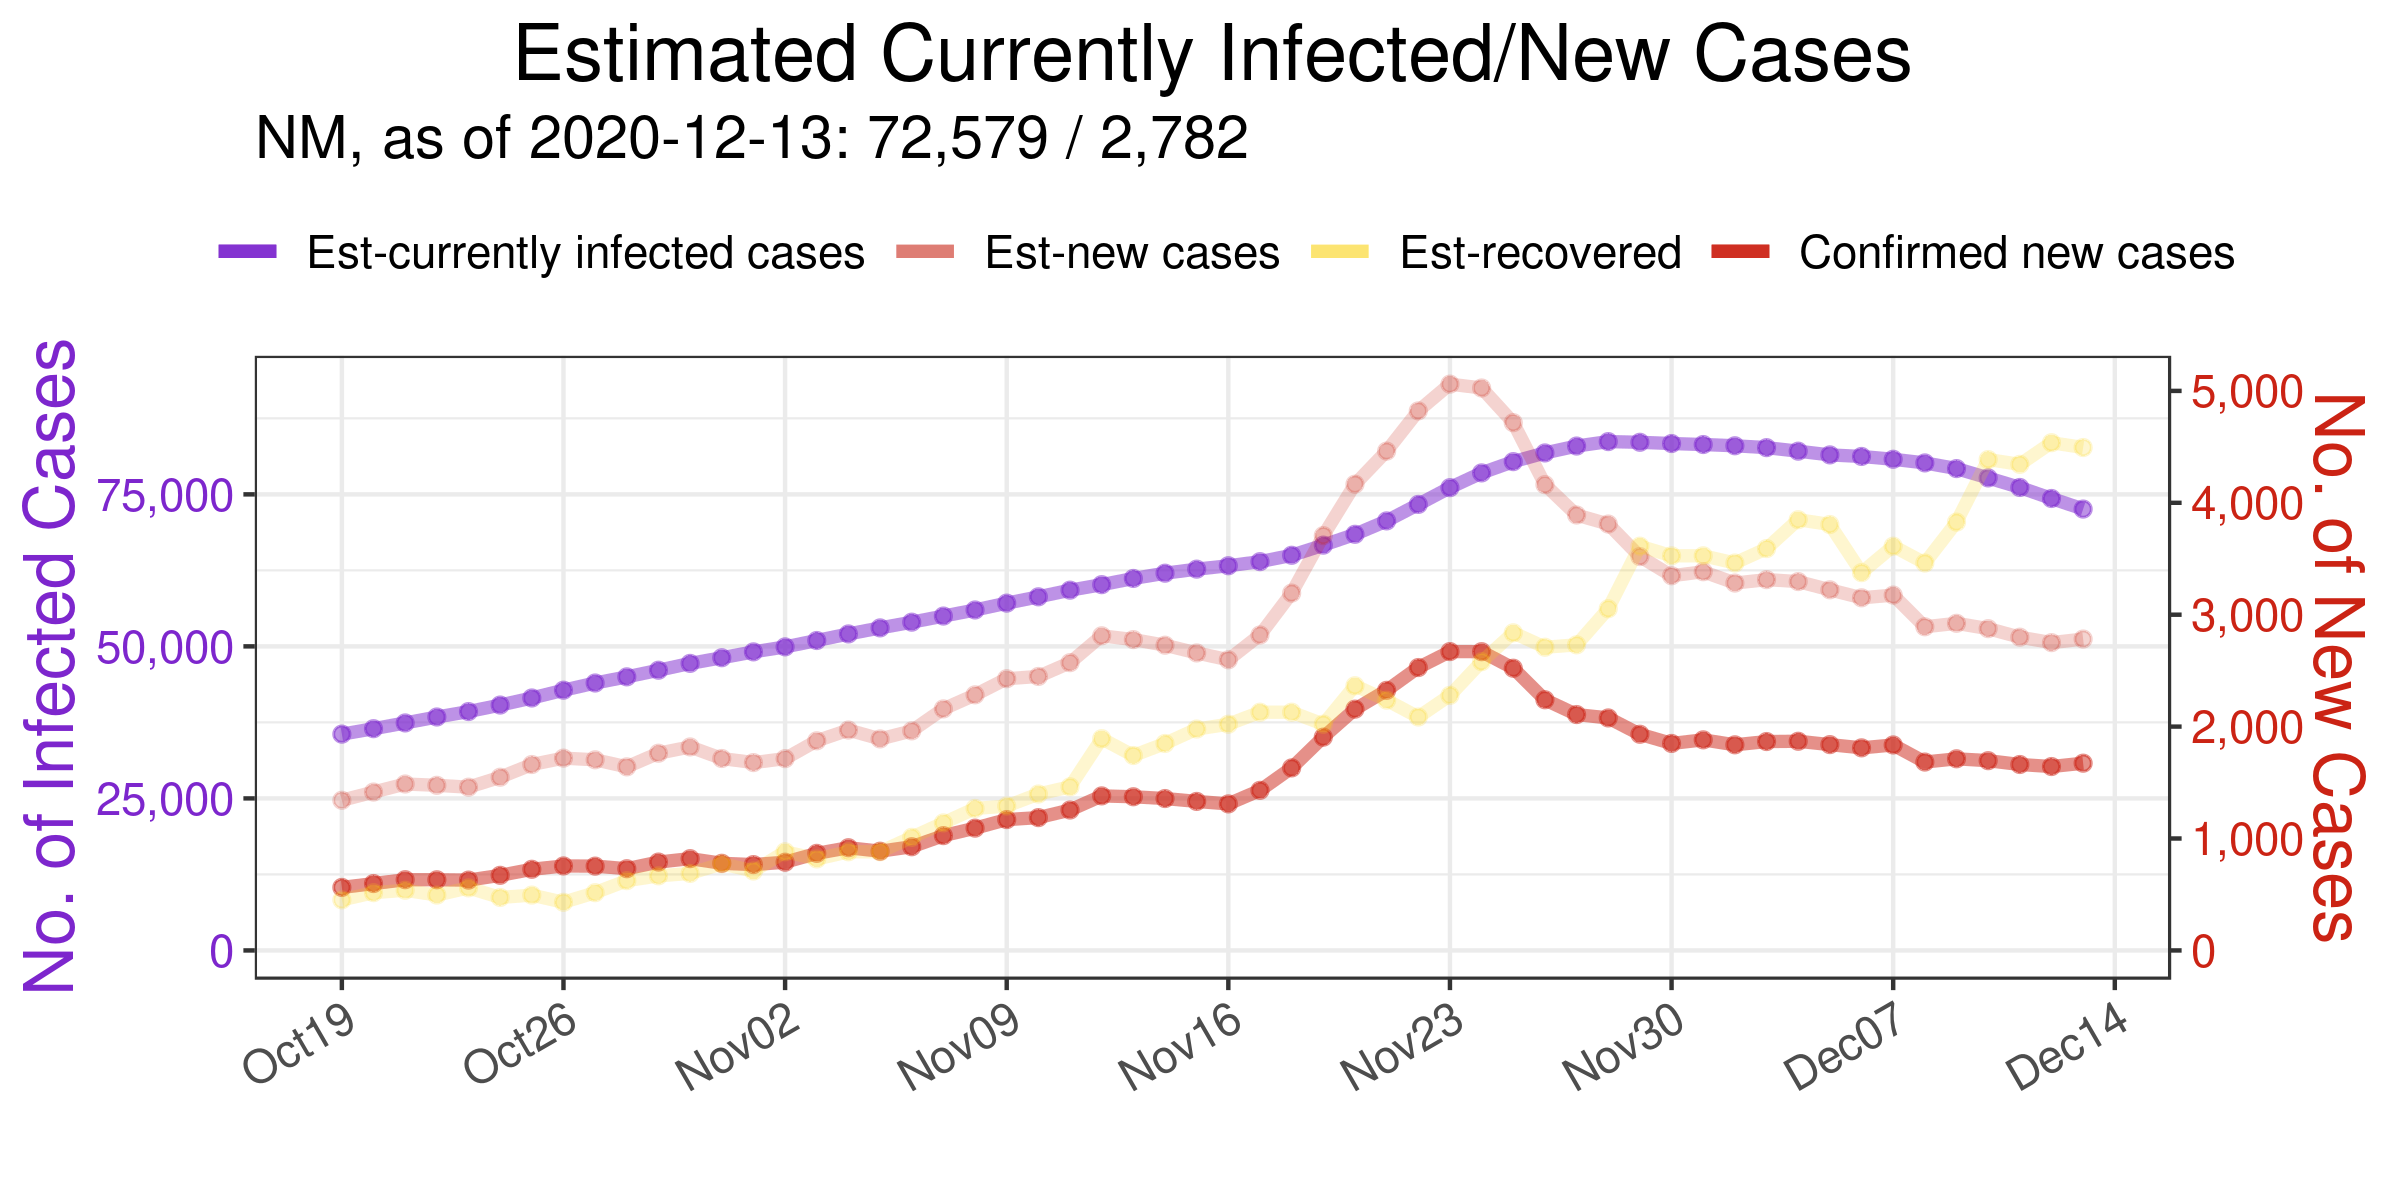 Estimated Currently Infected/New Cases
NM, as of 2020-12-13: 72,579 / 2,782
Est-currently infected cases Est-new cases Est-recovered Confirmed new cases
No. of Infected Cases
75,000
50,000
25,000
0
5,000
4,000
3,000
2,000
1,000
0
No. of New Cases
Oct19 Oct26 Nov02 Nov09 Nov16 Nov23 Nov30 Dec07 Dec14